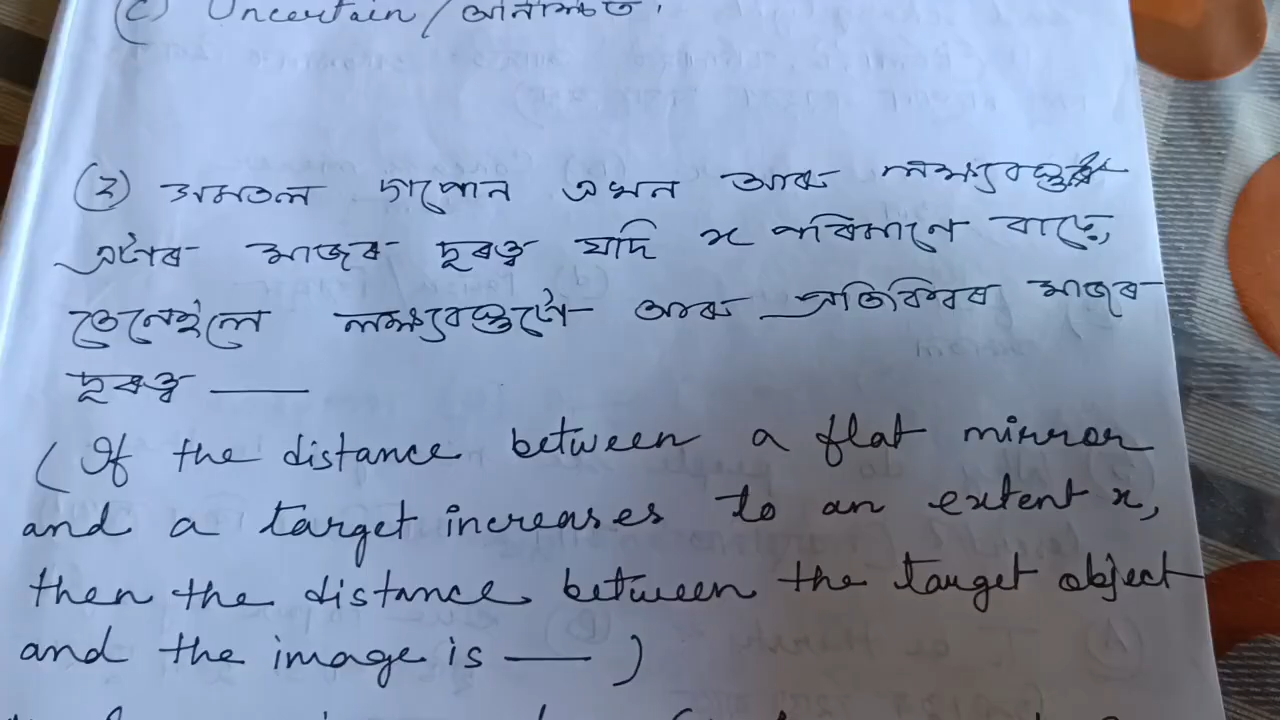 (c) Uncertain / অনিশ্চিত।
(২) সমতল দাপোন এখন আৰু লক্ষ্যবস্তুৰ
এটাৰ মাজৰ দূৰত্ব যদি x পৰিমাণে বাঢ়ে,
তেনেহ'লে লক্ষ্যবস্তুটো আৰু প্ৰতিবিম্বৰ মাজৰ
দূৰত্ব ——
(If the distance between a flat mirror
and a target increases to an extent x,
then the distance between the target object
and the image is —— )